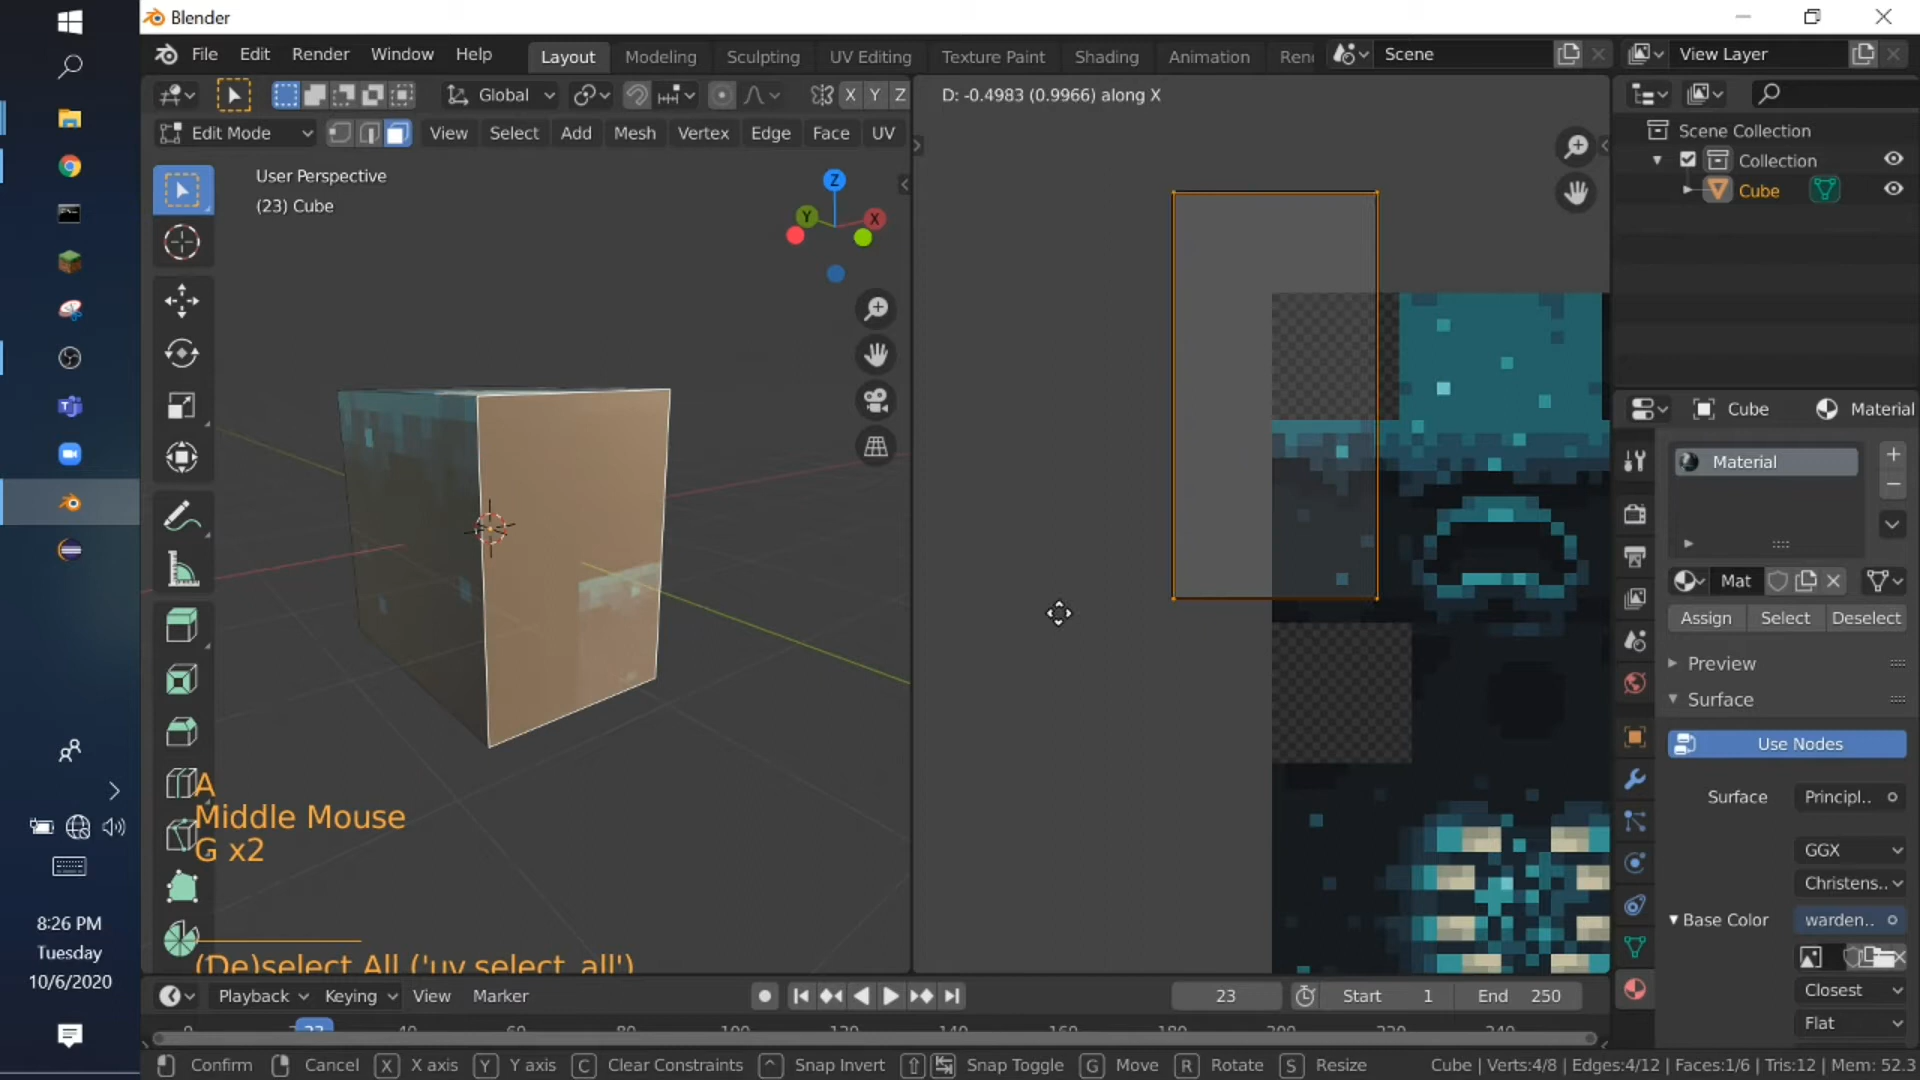 Blender
File Edit Render Window Help Layout Modeling Sculpting UV Editing Texture Paint Shading Animation Ren Scene View Layer
Global X Y Z D: -0.4983 (0.9966) along X
Edit Mode View Select Add Mesh Vertex Edge Face UV
Scene Collection
Collection
Cube
User Perspective
(23) Cube
Z
Y X
Cube Material
Material
Mat
Assign Select Deselect
Preview
Surface
Use Nodes
Surface Principl..
GGX
Christens..
Base Color warden..
Closest
Flat
A
Middle Mouse
G x2
(De)select All ('uv.select_all')
8:26 PM
Tuesday
10/6/2020
Playback Keying View Marker 23 Start 1 End 250
Confirm Cancel X X axis Y Y axis C Clear Constraints Snap Invert Snap Toggle G Move R Rotate S Resize Cube | Verts:4/8 | Edges:4/12 | Faces:1/6 | Tris:12 | Mem: 52.3